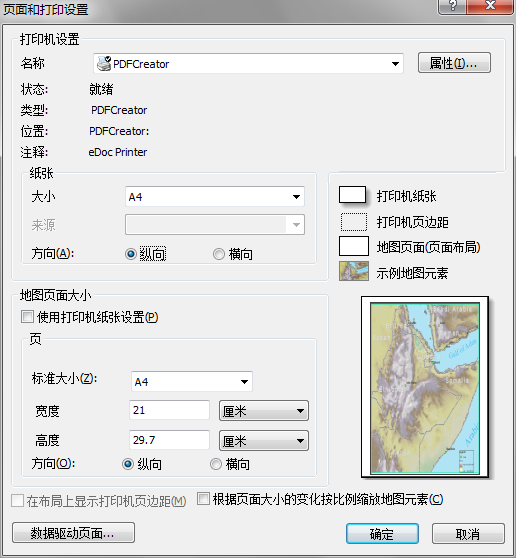 页面和打印设置
打印机设置
名称 PDFCreator 属性(I)...
状态: 就绪
类型: PDFCreator
位置: PDFCreator:
注释: eDoc Printer
纸张
大小 A4
来源
方向(A): 纵向 横向
打印机纸张
打印机页边距
地图页面(页面布局)
示例地图元素
地图页面大小
使用打印机纸张设置(P)
页
标准大小(Z): A4
宽度 21 厘米
高度 29.7 厘米
方向(O): 纵向 横向
在布局上显示打印机页边距(M)
根据页面大小的变化按比例缩放地图元素(C)
数据驱动页面... 确定 取消